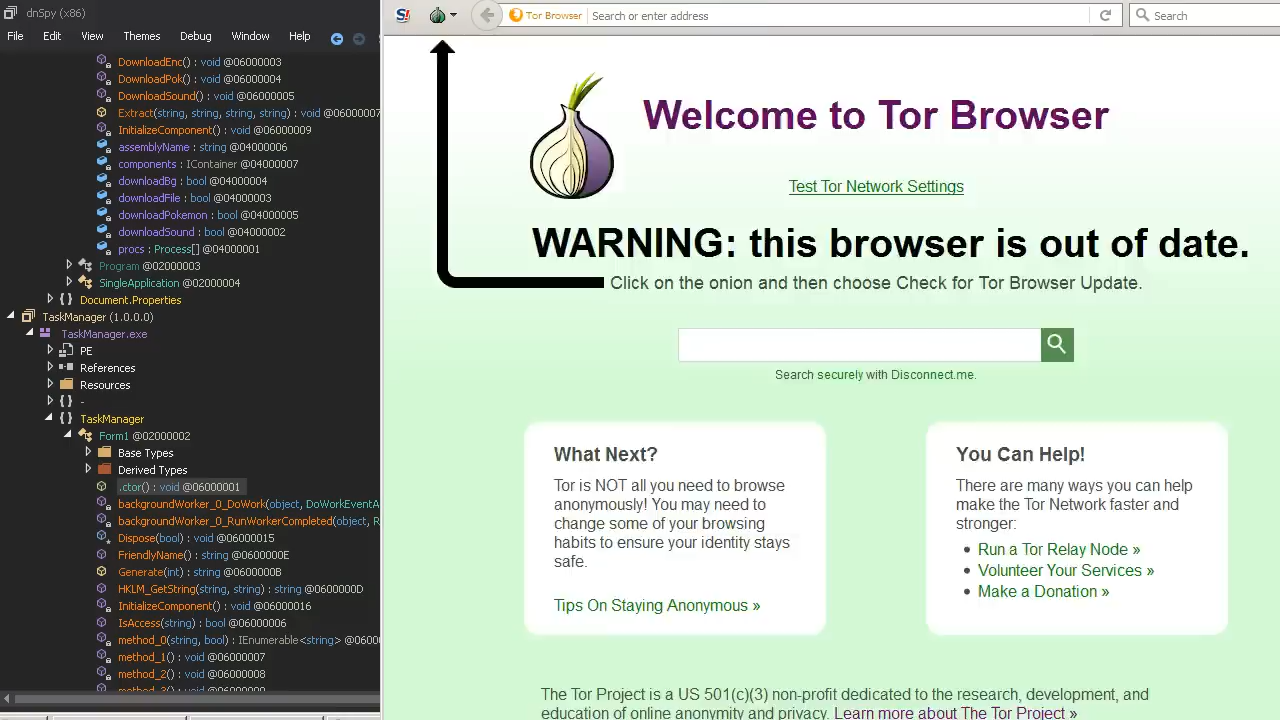 dnSpy (x86)
File Edit View Themes Debug Window Help
DownloadEnc() : void @06000003
DownloadPok() : void @06000004
DownloadSound() : void @06000005
Extract(string, string, string, string) : void @06000007
InitializeComponent() : void @06000009
assemblyName : string @04000006
components : IContainer @04000007
downloadBg : bool @04000004
downloadFile : bool @04000003
downloadPokemon : bool @04000005
downloadSound : bool @04000002
procs : Process[] @04000001
Program @02000003
SingleApplication @02000004
{ } Document.Properties
TaskManager (1.0.0.0)
TaskManager.exe
PE
References
Resources
{ } -
{ } TaskManager
Form1 @02000002
Base Types
Derived Types
.ctor() : void @06000001
backgroundWorker_0_DoWork(object, DoWorkEventA
backgroundWorker_0_RunWorkerCompleted(object, R
Dispose(bool) : void @06000015
FriendlyName() : string @0600000E
Generate(int) : string @0600000B
HKLM_GetString(string, string) : string @0600000D
InitializeComponent() : void @06000016
IsAccess(string) : bool @06000006
method_0(string, bool) : IEnumerable<string> @0600
method_1() : void @06000007
method_2() : void @06000008
S!
Tor Browser
Search or enter address
Search
Welcome to Tor Browser
Test Tor Network Settings
WARNING: this browser is out of date.
Click on the onion and then choose Check for Tor Browser Update.
Search securely with Disconnect.me.
What Next?
Tor is NOT all you need to browse
anonymously! You may need to
change some of your browsing
habits to ensure your identity stays
safe.
Tips On Staying Anonymous »
You Can Help!
There are many ways you can help
make the Tor Network faster and
stronger:
• Run a Tor Relay Node »
• Volunteer Your Services »
• Make a Donation »
The Tor Project is a US 501(c)(3) non-profit dedicated to the research, development, and
education of online anonymity and privacy. Learn more about The Tor Project »